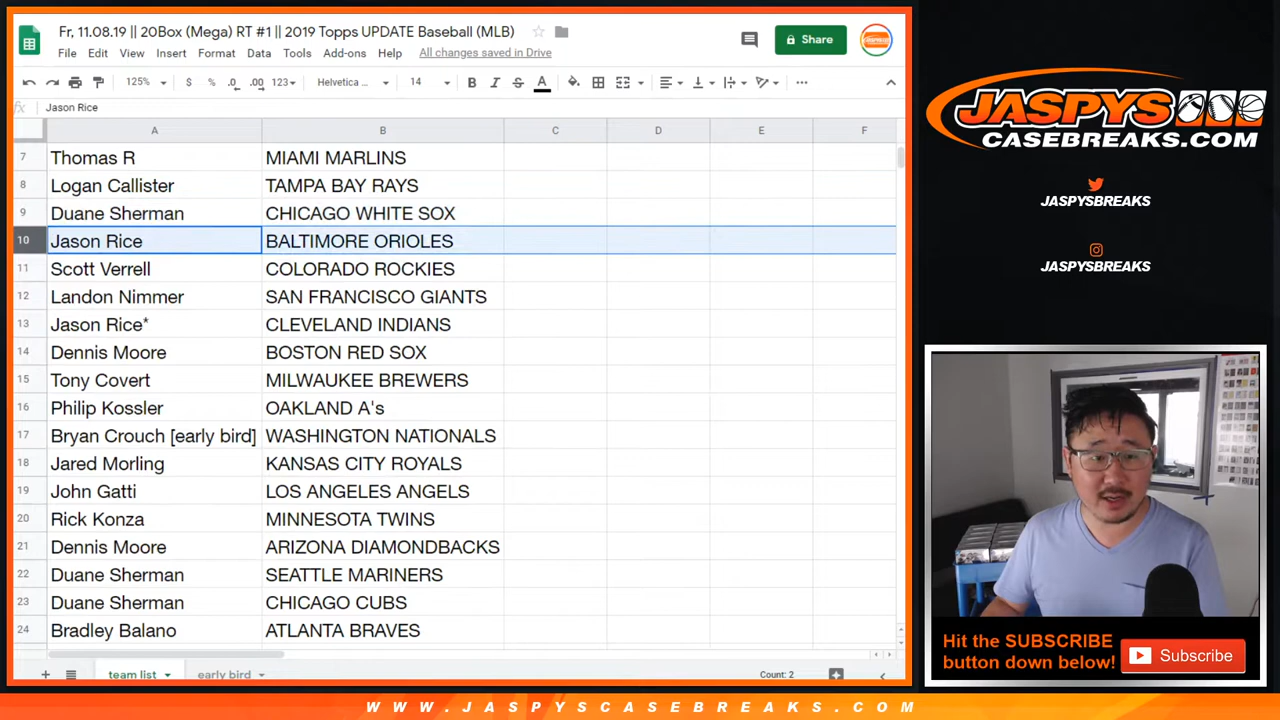 Fr, 11.08.19 || 20Box (Mega) RT #1 || 2019 Topps UPDATE Baseball (MLB)
File Edit View Insert Format Data Tools Add-ons Help All changes saved in Drive
Share
125% $ % .0 .00 123 Helvetica ... 14 B I S A
fx Jason Rice
A B C D E F
7 Thomas R MIAMI MARLINS
8 Logan Callister TAMPA BAY RAYS
9 Duane Sherman CHICAGO WHITE SOX
10 Jason Rice BALTIMORE ORIOLES
11 Scott Verrell COLORADO ROCKIES
12 Landon Nimmer SAN FRANCISCO GIANTS
13 Jason Rice* CLEVELAND INDIANS
14 Dennis Moore BOSTON RED SOX
15 Tony Covert MILWAUKEE BREWERS
16 Philip Kossler OAKLAND A's
17 Bryan Crouch [early bird] WASHINGTON NATIONALS
18 Jared Morling KANSAS CITY ROYALS
19 John Gatti LOS ANGELES ANGELS
20 Rick Konza MINNESOTA TWINS
21 Dennis Moore ARIZONA DIAMONDBACKS
22 Duane Sherman SEATTLE MARINERS
23 Duane Sherman CHICAGO CUBS
24 Bradley Balano ATLANTA BRAVES
team list early bird Count: 2
JASPYS
CASEBREAKS.COM
JASPYSBREAKS
JASPYSBREAKS
Hit the SUBSCRIBE
button down below!
Subscribe
WWW.JASPYSCASEBREAKS.COM